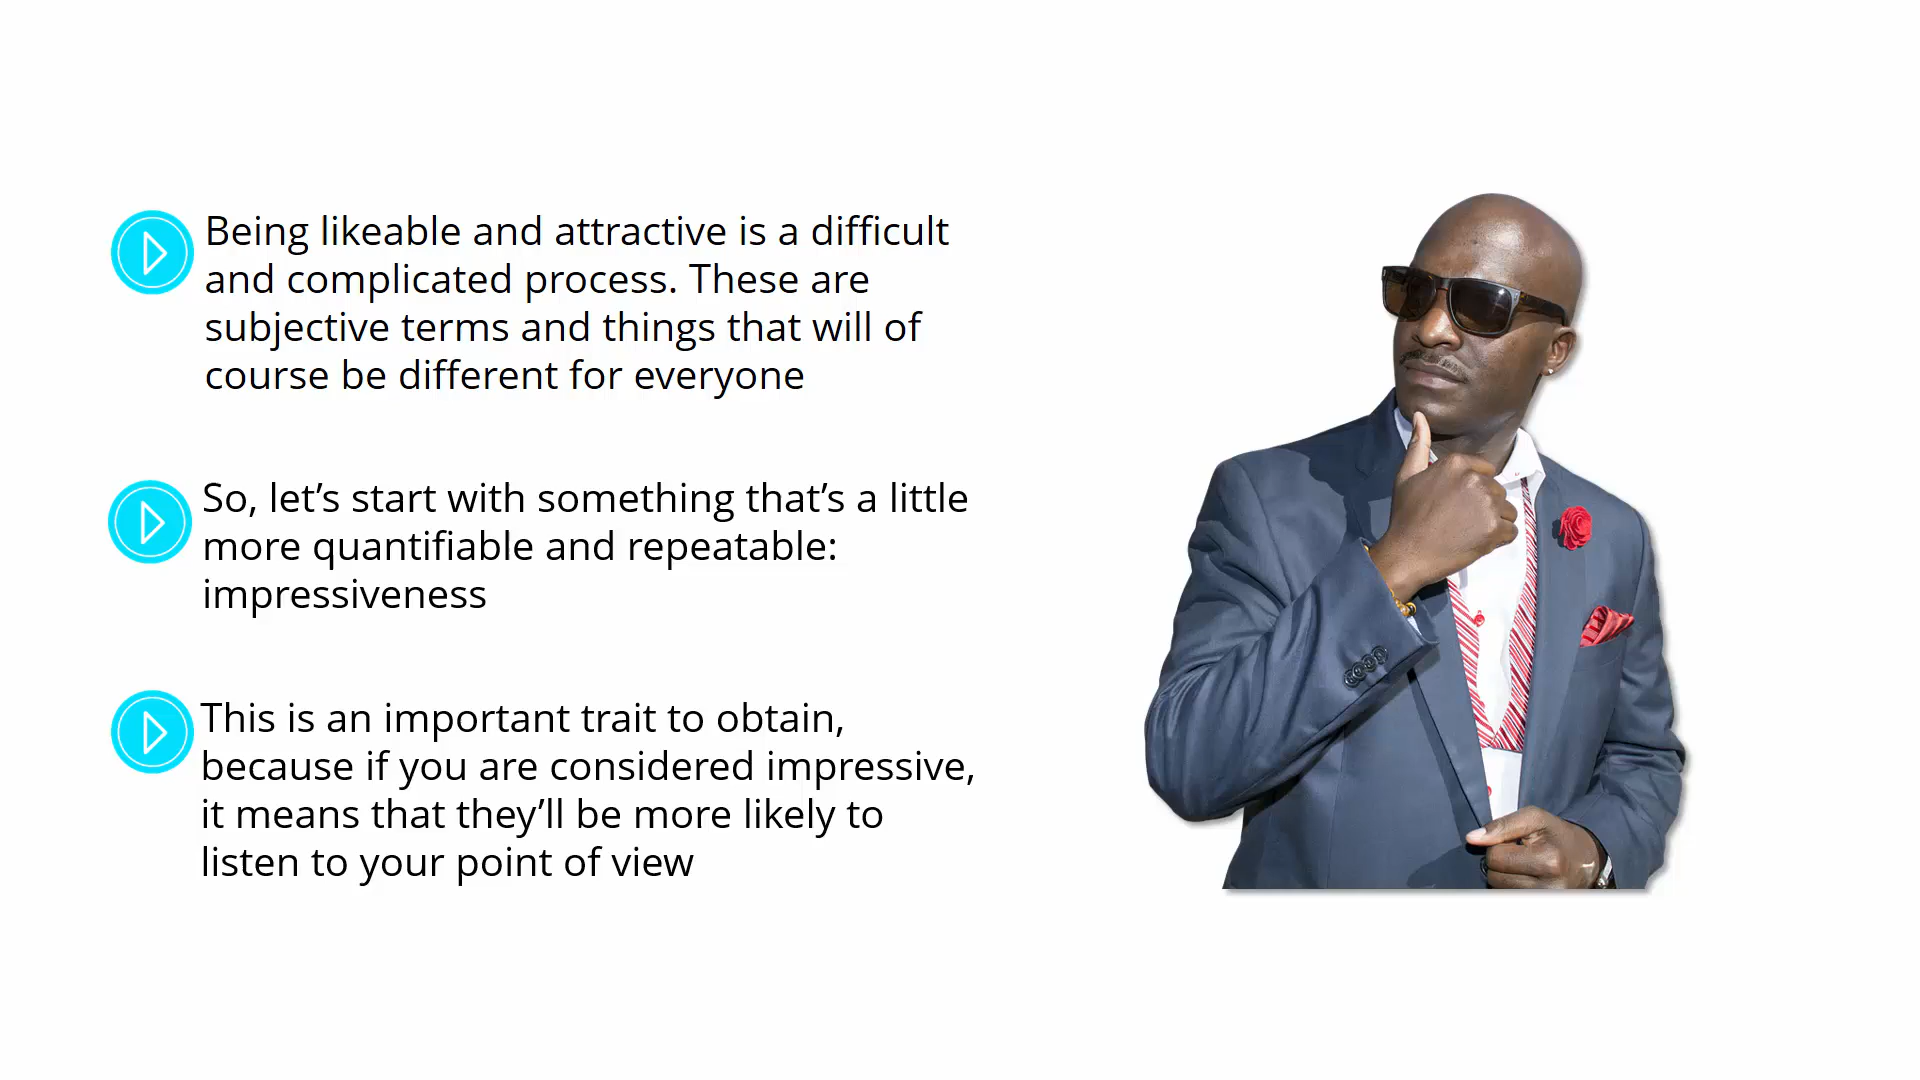 Being likeable and attractive is a difficult
and complicated process. These are
subjective terms and things that will of
course be different for everyone
So, let’s start with something that’s a little
more quantifiable and repeatable:
impressiveness
This is an important trait to obtain,
because if you are considered impressive,
it means that they’ll be more likely to
listen to your point of view